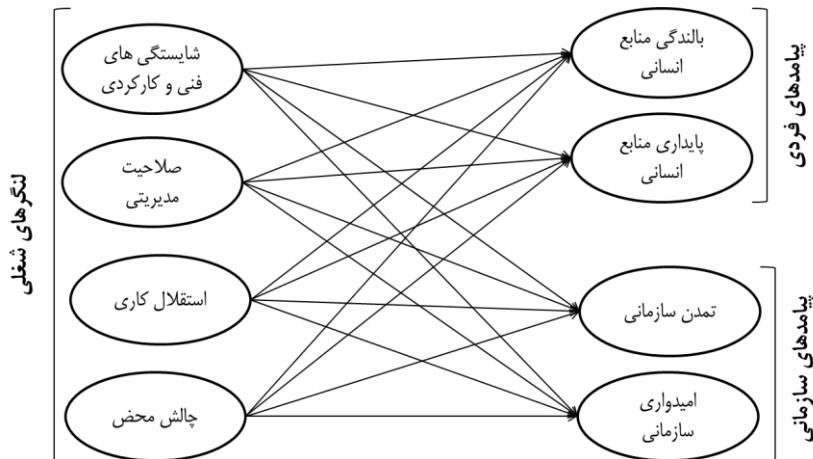 لنگرهای شغلی
شایستگی های
فنی و کارکردی
صلاحیت
مدیریتی
استقلال کاری
چالش محض
پیامدهای فردی
بالندگی منابع
انسانی
پایداری منابع
انسانی
پیامدهای سازمانی
تمدن سازمانی
امیدواری
سازمانی